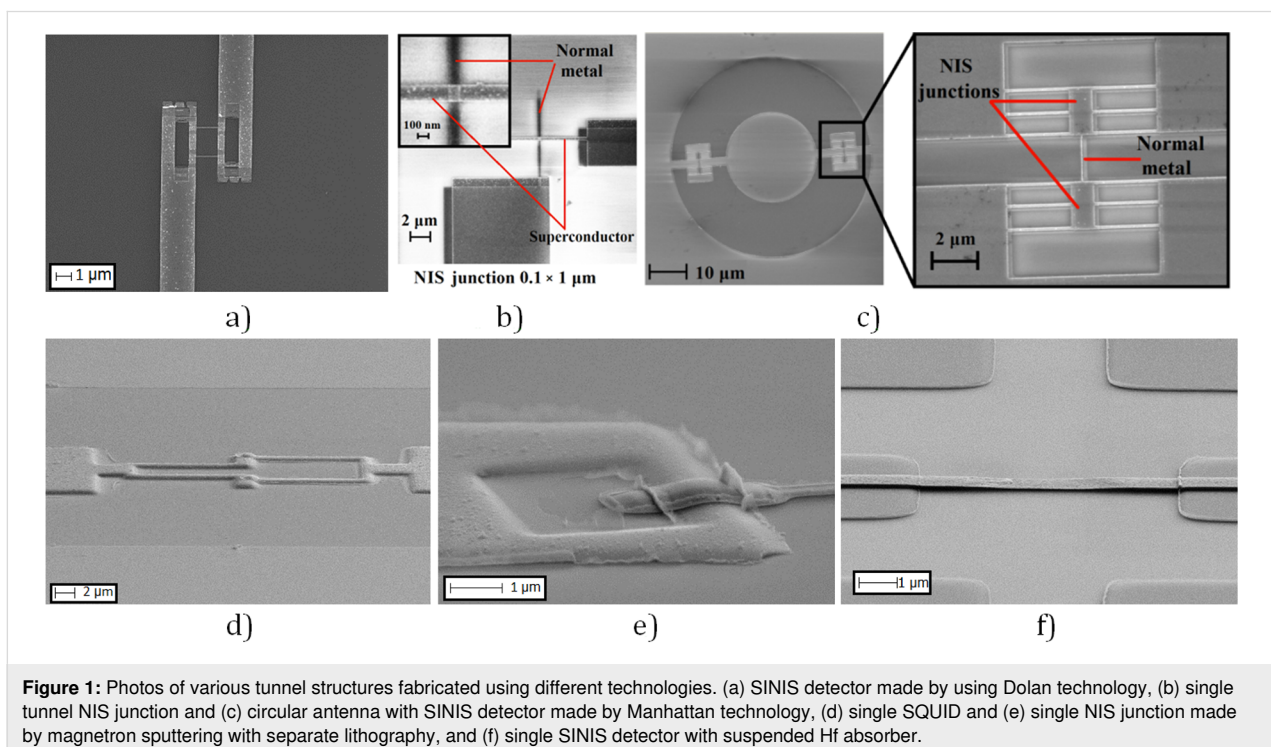 Normal
metal
100 nm
2 µm
Superconductor
NIS junction 0.1 × 1 µm
10 µm
NIS
junctions
Normal
metal
2 µm
1 µm
a)
b)
c)
2 µm
1 µm
1 µm
d)
e)
f)
Figure 1: Photos of various tunnel structures fabricated using different technologies. (a) SINIS detector made by using Dolan technology, (b) single
tunnel NIS junction and (c) circular antenna with SINIS detector made by Manhattan technology, (d) single SQUID and (e) single NIS junction made
by magnetron sputtering with separate lithography, and (f) single SINIS detector with suspended Hf absorber.